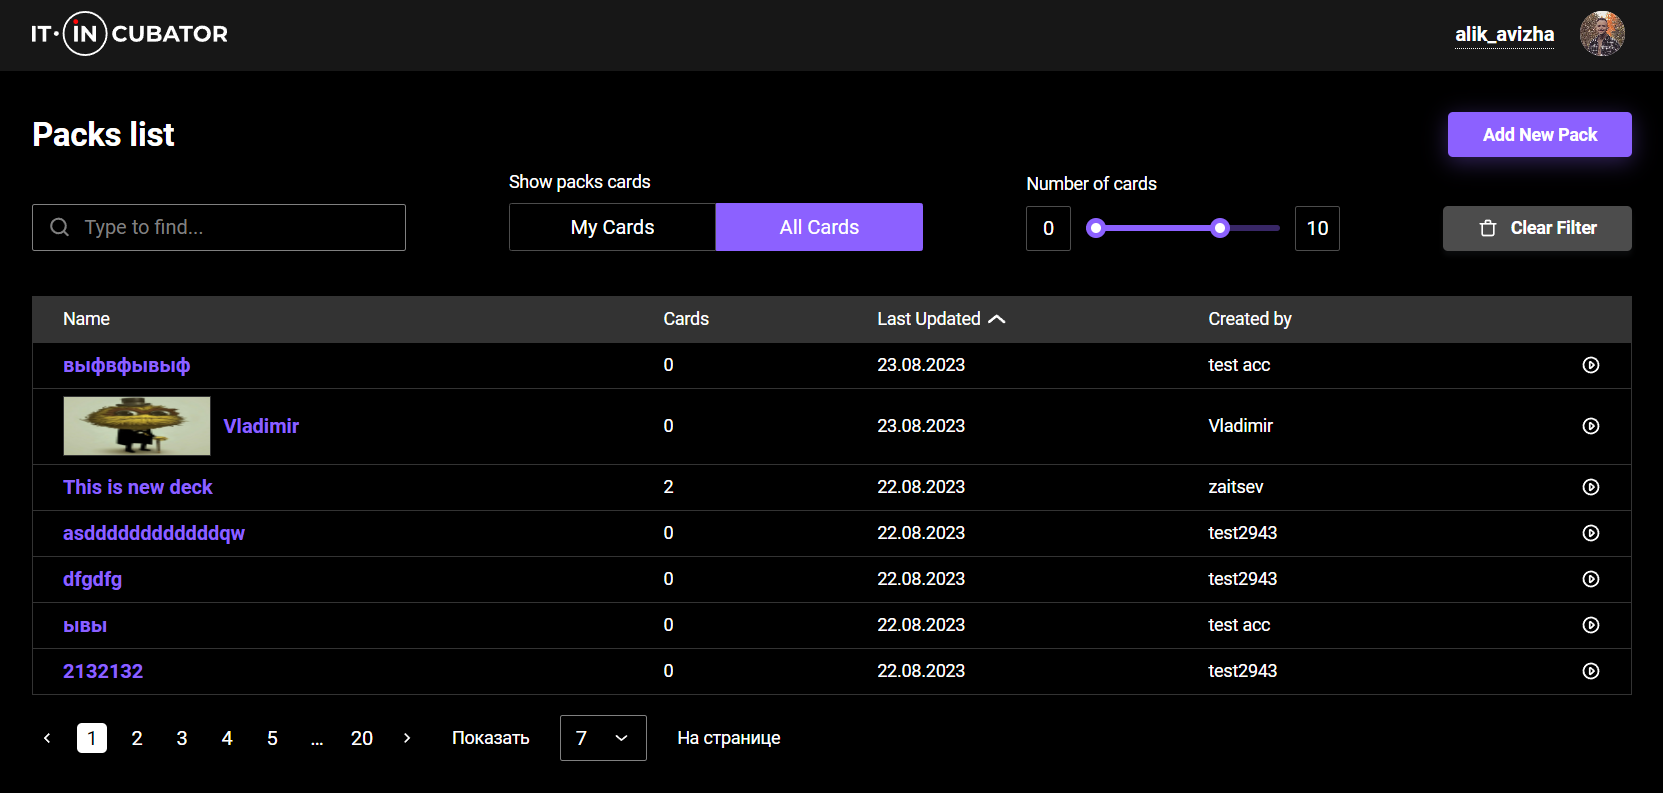 IT·INCUBATOR
alik_avizha
Packs list
Add New Pack
Show packs cards
Number of cards
Type to find...
My Cards
All Cards
0
10
Clear Filter
Name Cards Last Updated Created by
выфвфывыф 0 23.08.2023 test acc
Vladimir 0 23.08.2023 Vladimir
This is new deck 2 22.08.2023 zaitsev
asdddddddddddddqw 0 22.08.2023 test2943
dfgdfg 0 22.08.2023 test2943
ывы 0 22.08.2023 test acc
2132132 0 22.08.2023 test2943
1 2 3 4 5 ... 20 Показать 7 На странице